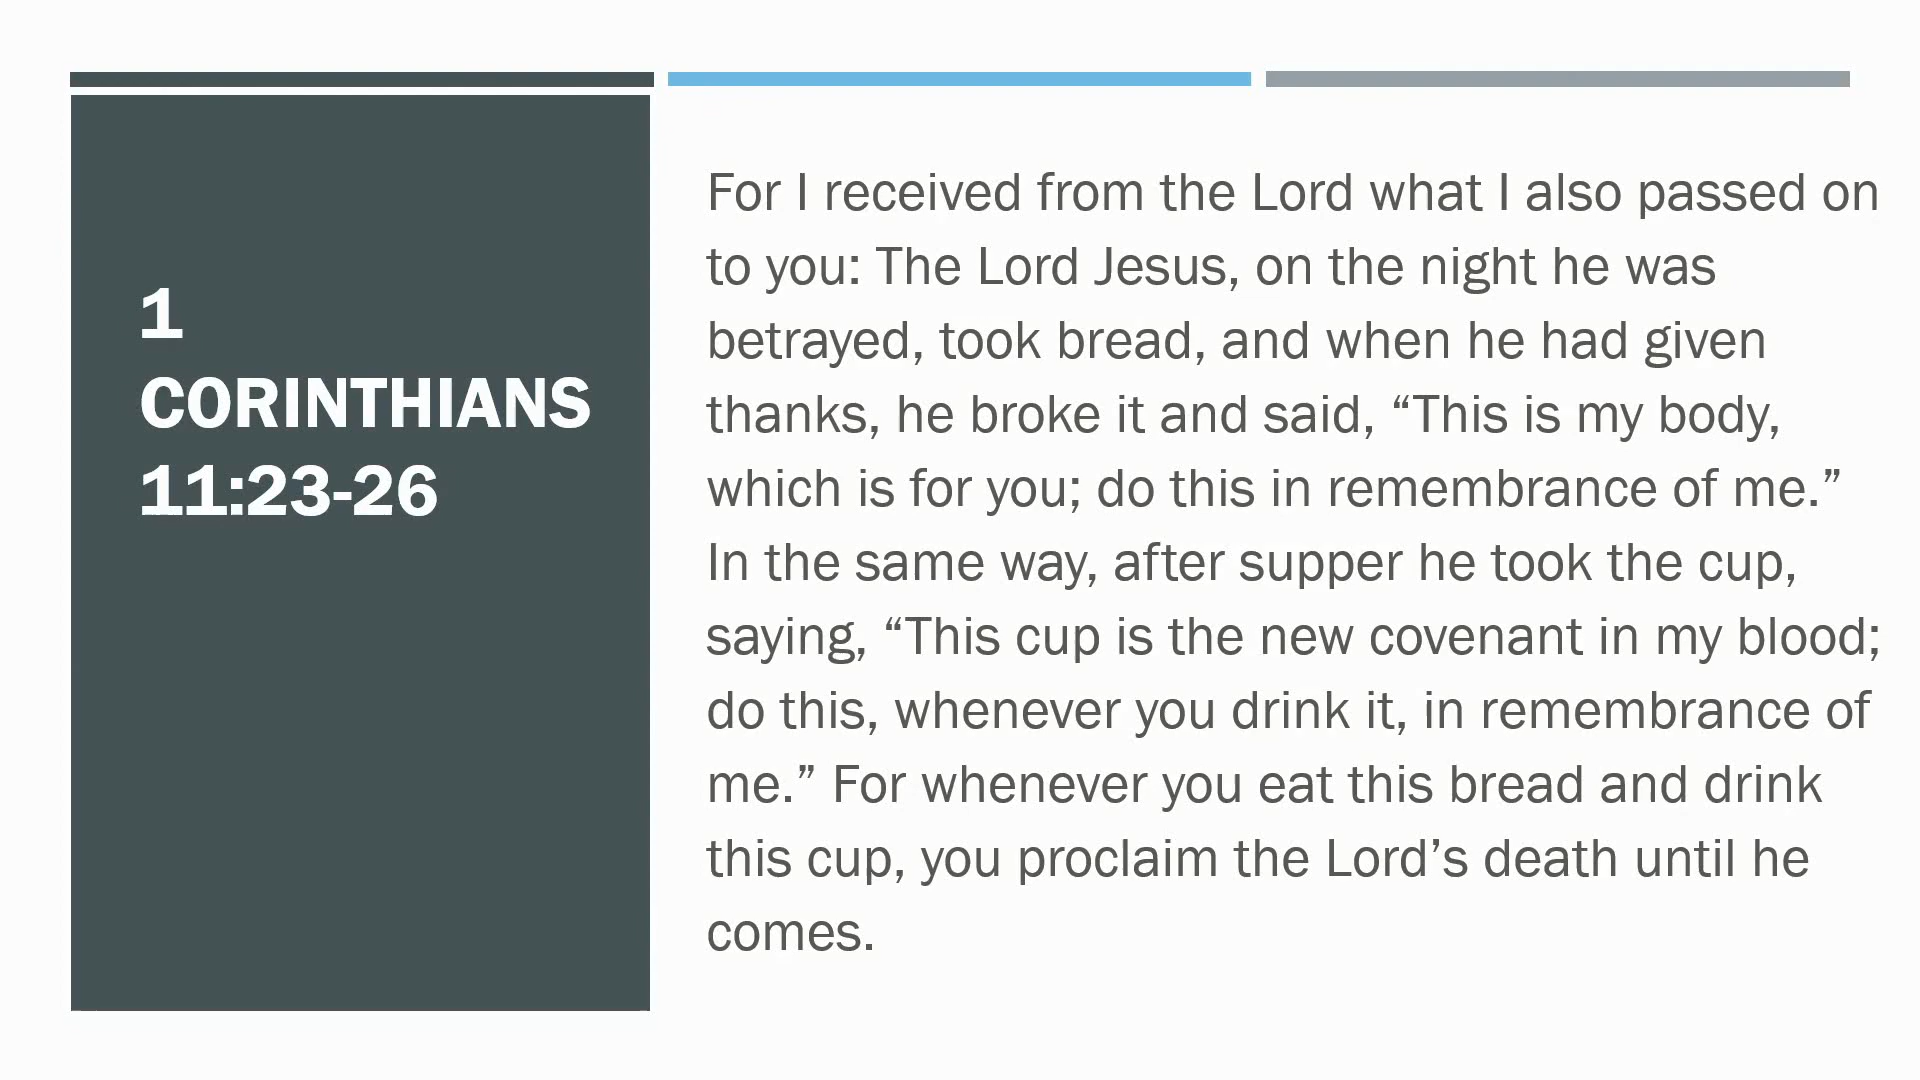 1
CORINTHIANS
11:23-26
For I received from the Lord what I also passed on
to you: The Lord Jesus, on the night he was
betrayed, took bread, and when he had given
thanks, he broke it and said, “This is my body,
which is for you; do this in remembrance of me.”
In the same way, after supper he took the cup,
saying, “This cup is the new covenant in my blood;
do this, whenever you drink it, in remembrance of
me.” For whenever you eat this bread and drink
this cup, you proclaim the Lord’s death until he
comes.